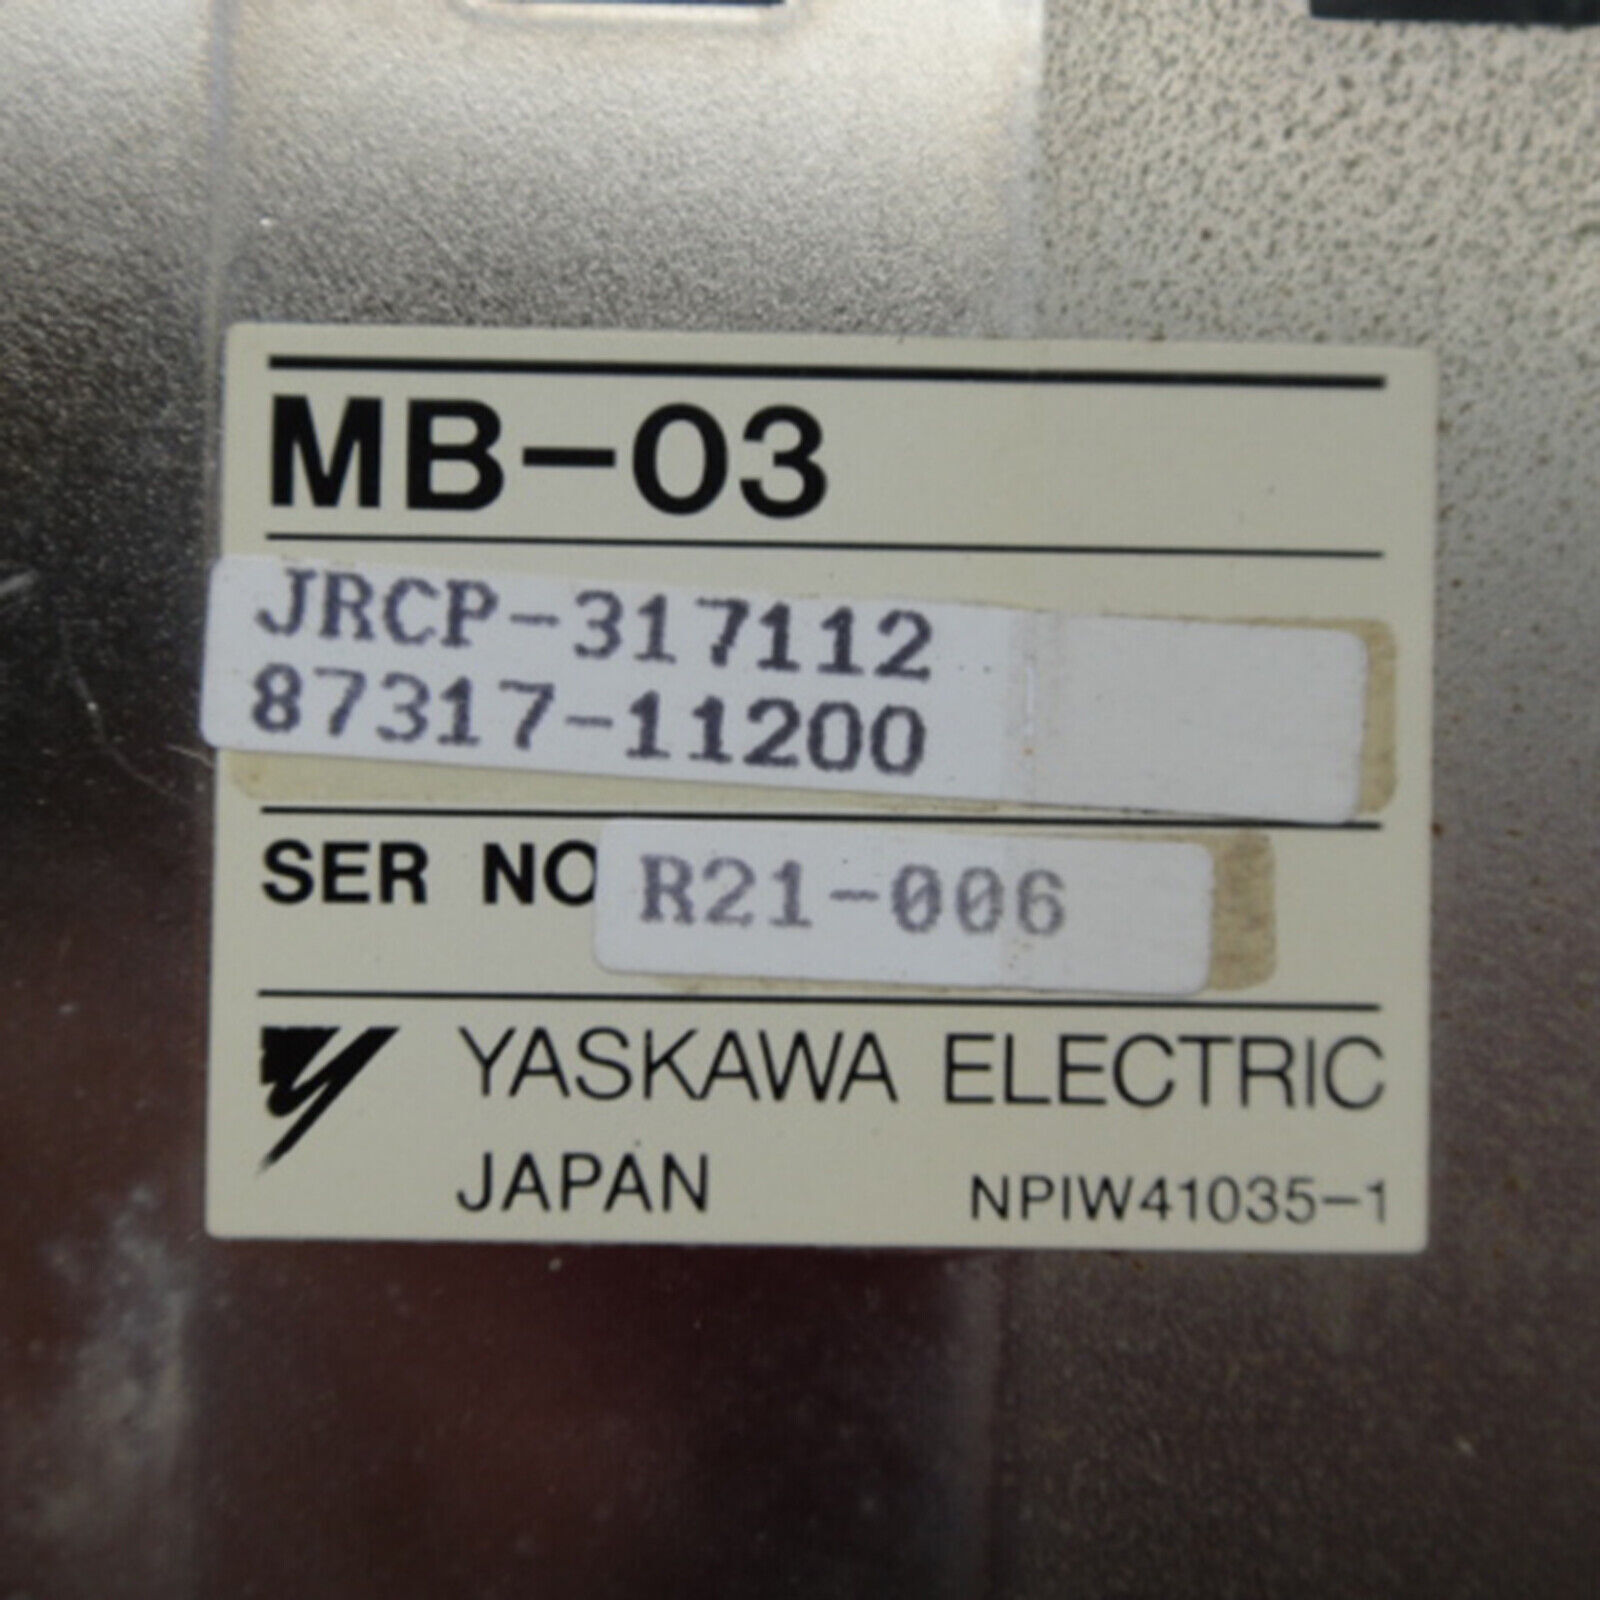 MB-03
JRCP-317112
87317-11200
SER NO R21-006
YASKAWA ELECTRIC
JAPAN NPIW41035-1